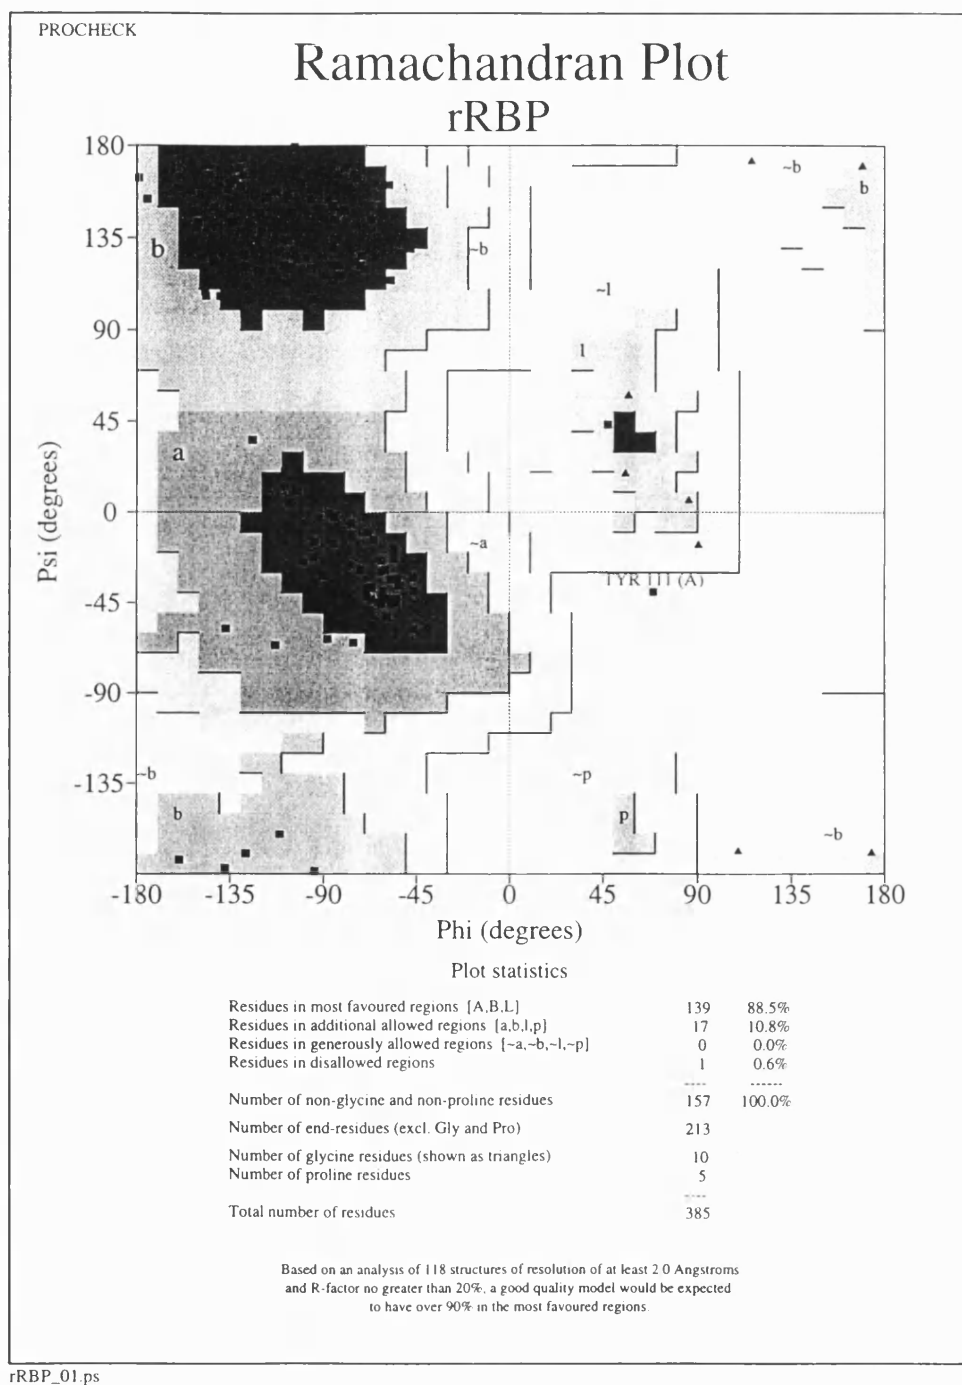 PROCHECK
Ramachandran Plot
rRBP
180
135
90
45
0
-45
-90
-135
Psi (degrees)
b
~b
~b
b
~l
l
a
~a
TYR 111 (A)
~b
b
~p
p
~b
-180 -135 -90 -45 0 45 90 135 180
Phi (degrees)
Plot statistics
Residues in most favoured regions [A,B,L] 139 88.5%
Residues in additional allowed regions [a,b,l,p] 17 10.8%
Residues in generously allowed regions [~a,~b,~l,~p] 0 0.0%
Residues in disallowed regions 1 0.6%
---- ------
Number of non-glycine and non-proline residues 157 100.0%
Number of end-residues (excl. Gly and Pro) 213
Number of glycine residues (shown as triangles) 10
Number of proline residues 5
----
Total number of residues 385
Based on an analysis of 118 structures of resolution of at least 2.0 Angstroms
and R-factor no greater than 20%, a good quality model would be expected
to have over 90% in the most favoured regions.
rRBP_01.ps